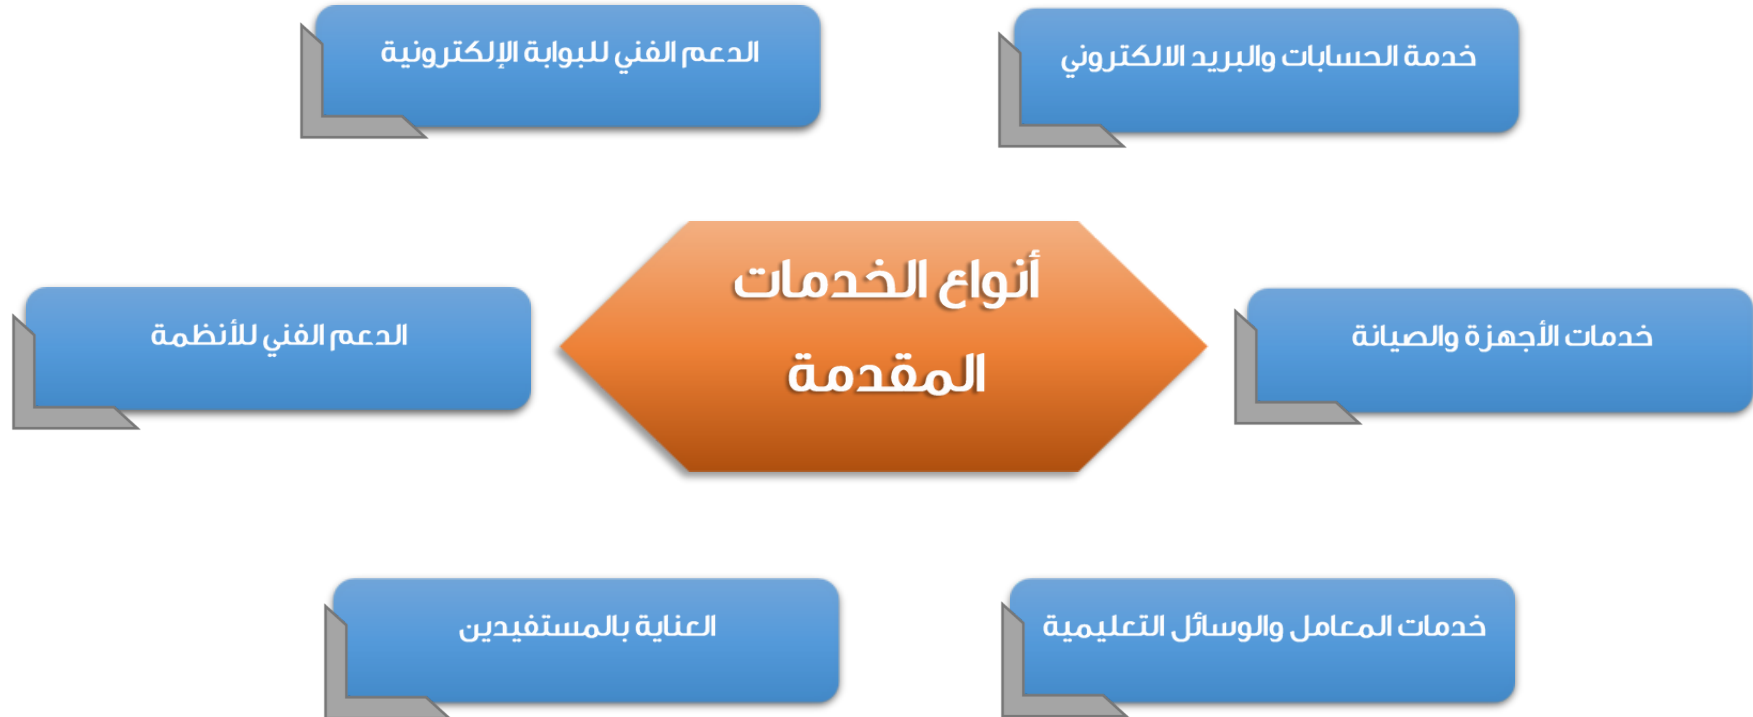 خدمة الحسابات والبريد الالكتروني
الدعم الفني للبوابة الإلكترونية
أنواع الخدمات
المقدمة
خدمات الأجهزة والصيانة
الدعم الفني للأنظمة
خدمات المعامل والوسائل التعليمية
العناية بالمستفيدين